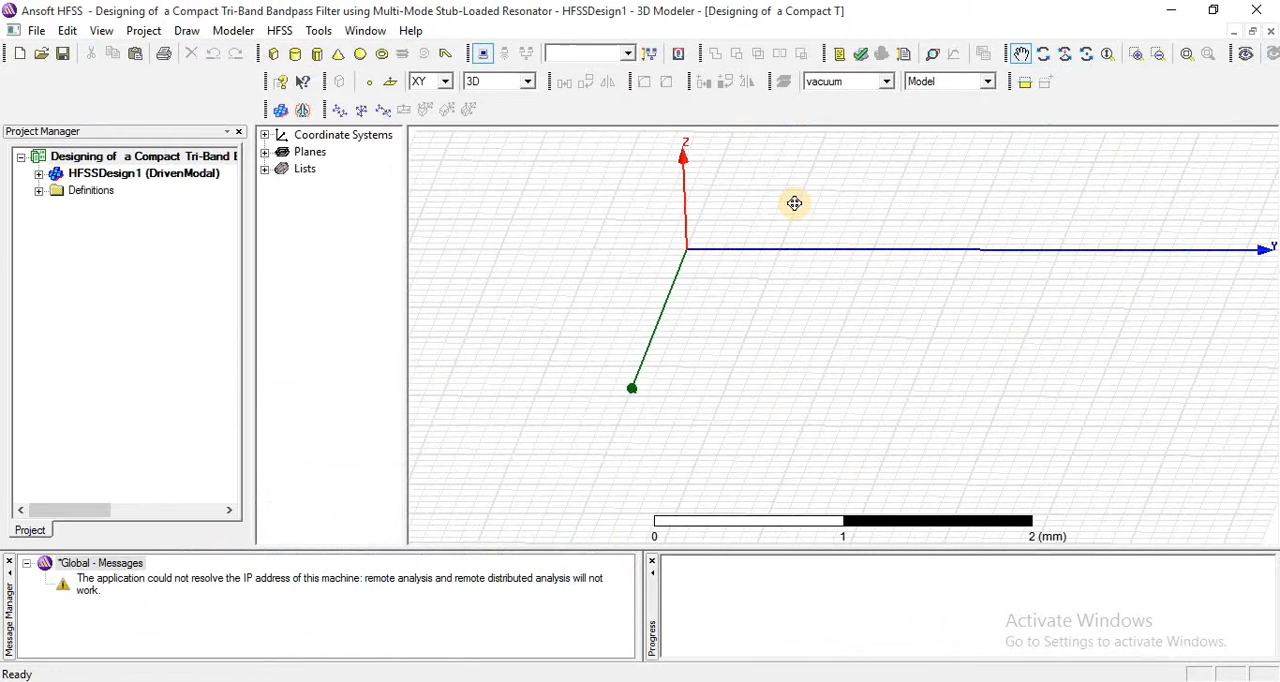 Ansoft HFSS - Designing of a Compact Tri-Band Bandpass Filter using Multi-Mode Stub-Loaded Resonator - HFSSDesign1 - 3D Modeler - [Designing of a Compact T]
File Edit View Project Draw Modeler HFSS Tools Window Help
XY 3D vacuum Model
Project Manager
Designing of a Compact Tri-Band B
HFSSDesign1 (DrivenModal)
Definitions
Project
Coordinate Systems
Planes
Lists
Z
Y
0 1 2 (mm)
*Global - Messages
The application could not resolve the IP address of this machine: remote analysis and remote distributed analysis will not
work.
Message Manager
Progress
Activate Windows
Go to Settings to activate Windows.
Ready